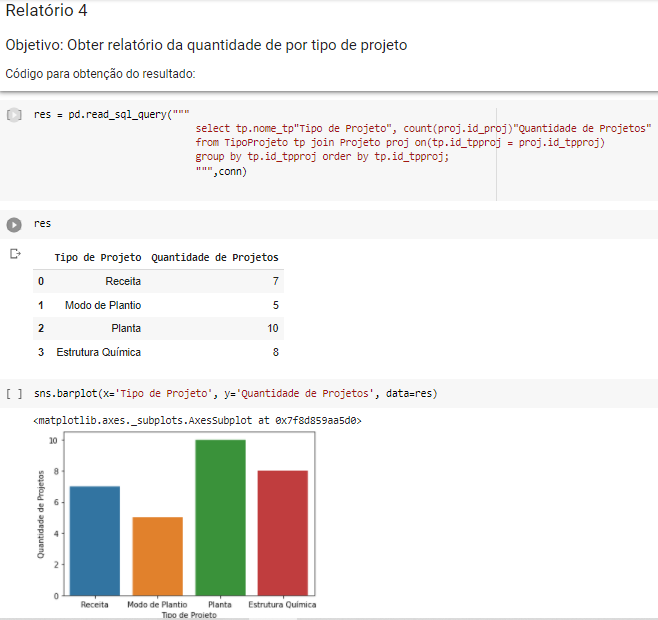 Relatório 4
Objetivo: Obter relatório da quantidade de por tipo de projeto
Código para obtenção do resultado:
res = pd.read_sql_query("""
select tp.nome_tp"Tipo de Projeto", count(proj.id_proj)"Quantidade de Projetos"
from TipoProjeto tp join Projeto proj on(tp.id_tpproj = proj.id_tpproj)
group by tp.id_tpproj order by tp.id_tpproj;
""",conn)
res
Tipo de Projeto Quantidade de Projetos
0 Receita 7
1 Modo de Plantio 5
2 Planta 10
3 Estrutura Química 8
[ ] sns.barplot(x='Tipo de Projeto', y='Quantidade de Projetos', data=res)
<matplotlib.axes._subplots.AxesSubplot at 0x7f8d859aa5d0>
Quantidade de Projetos
10
8
6
4
2
0
Receita Modo de Plantio Planta Estrutura Química
Tipo de Projeto